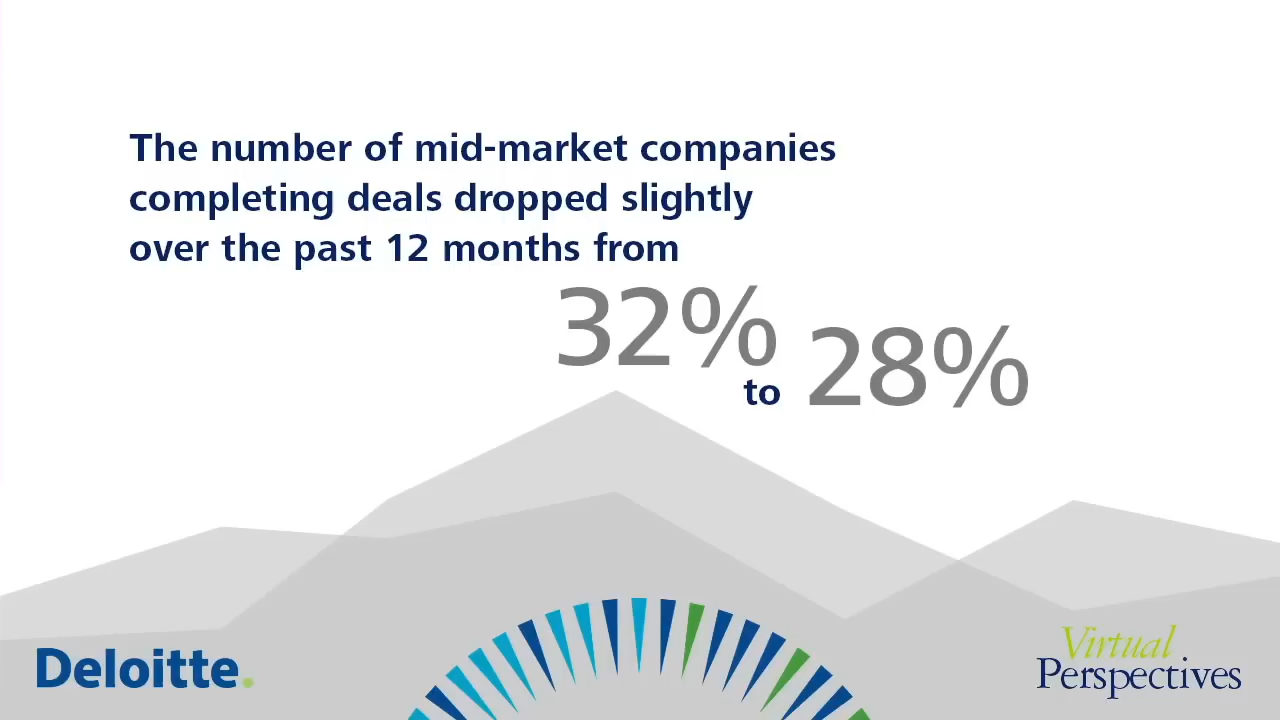 The number of mid-market companies
completing deals dropped slightly
over the past 12 months from
32%
to 28%
Deloitte.
Virtual
Perspectives